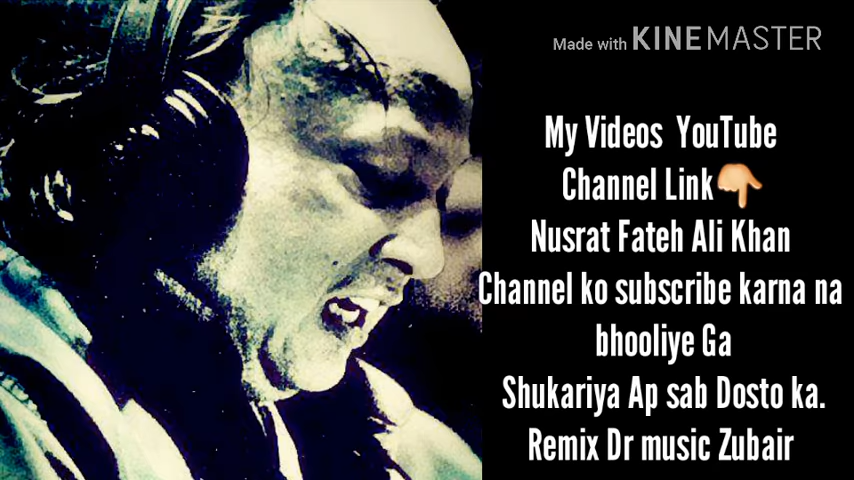 Made with KINEMASTER
My Videos YouTube
Channel Link👇
Nusrat Fateh Ali Khan
Channel ko subscribe karna na
bhooliye Ga
Shukariya Ap sab Dosto ka.
Remix Dr music Zubair